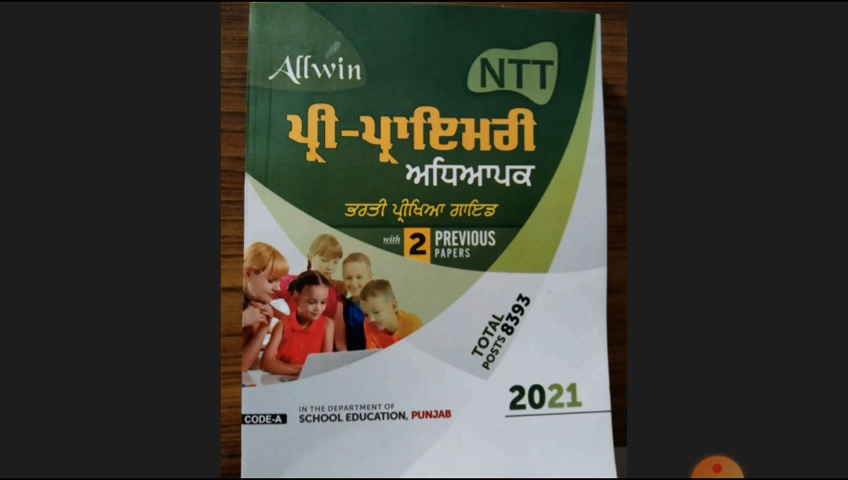 Allwin
NTT
ਪ੍ਰੀ-ਪ੍ਰਾਇਮਰੀ
ਅਧਿਆਪਕ
ਭਰਤੀ ਪ੍ਰੀਖਿਆ ਗਾਇਡ
with 2 PREVIOUS
PAPERS
TOTAL
POSTS 8393
2021
CODE-A
IN THE DEPARTMENT OF
SCHOOL EDUCATION, PUNJAB